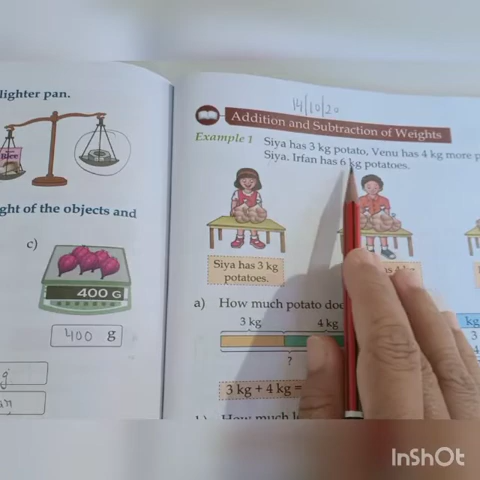 lighter pan.
Rice
ght of the objects and
c)
400 G
400 g
g
14/10/20
Addition and Subtraction of Weights
Example 1 Siya has 3 kg potato, Venu has 4 kg more p
Siya. Irfan has 6 kg potatoes.
Siya has 3 kg
potatoes.
a) How much potato doe
3 kg 4 kg
?
3 kg + 4 kg =
kg
3
4
InShOt